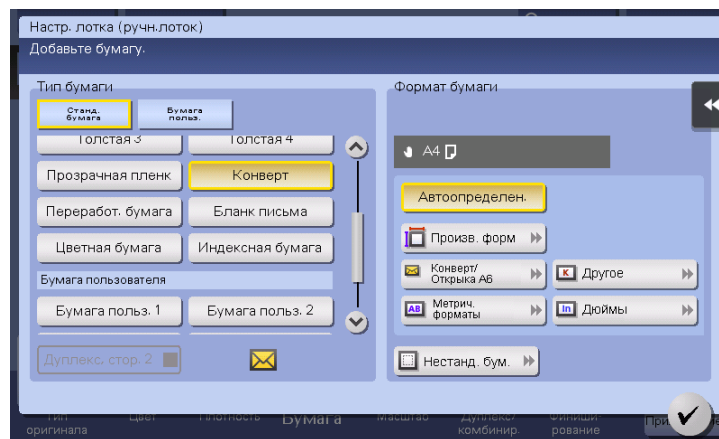 Настр. лотка (ручн.лоток)
Добавьте бумагу.
Тип бумаги
Станд. бумага
Бумага польз.
Толстая 3
Толстая 4
Прозрачная пленк
Конверт
Переработ. бумага
Бланк письма
Цветная бумага
Индексная бумага
Бумага пользователя
Бумага польз. 1
Бумага польз. 2
Дуплекс. стор. 2
Формат бумаги
A4
Автоопределен.
Произв. форм
Конверт/
Открыка A6
K Другое
AB Метрич.
форматы
In Дюймы
Нестанд. бум.
Тип
оригинала
Цвет
Плотность
Бумага
Масштаб
Дуплекс/
комбинир.
Финиши-
рование